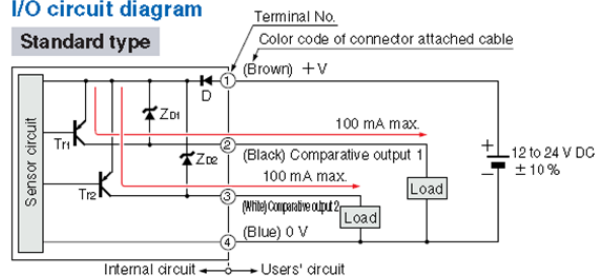 I/O circuit diagram
Standard type
Terminal No.
Color code of connector attached cable
1 (Brown) +V
D
ZD1
100 mA max.
Tr1
2
(Black) Comparative output 1
ZD2
100 mA max.
12 to 24 V DC
± 10 %
+
−
Sensor circuit
Tr2
Load
3
(White) Comparative output 2
Load
(Blue) 0 V
4
Internal circuit
Users' circuit